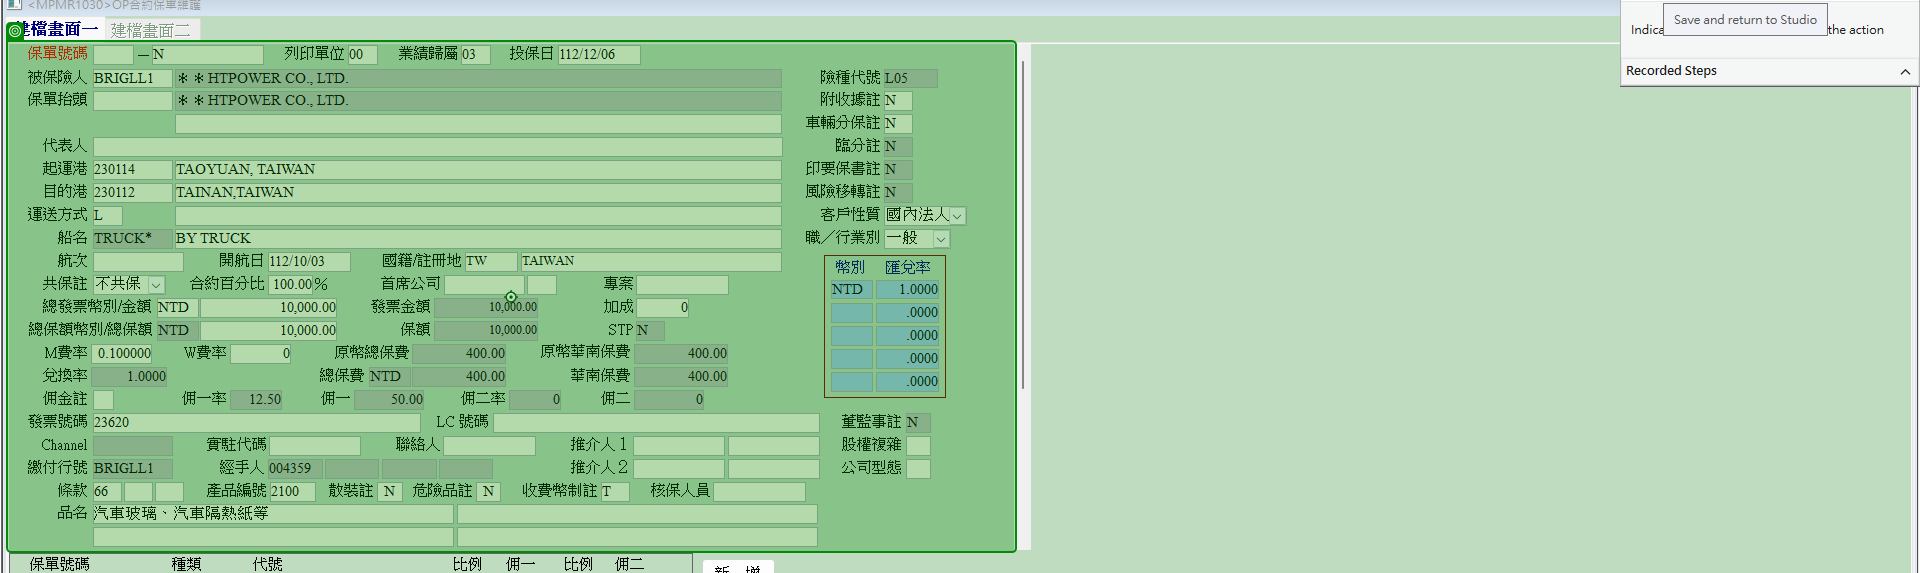 <MPMR1030>OP合約保單維護
建檔畫面一 建檔畫面二
Save and return to Studio
Indica the action
Recorded Steps
保單號碼 — N 列印單位 00 業績歸屬 03 投保日 112/12/06
被保險人 BRIGLL1 ＊＊HTPOWER CO., LTD. 險種代號 L05
保單抬頭 ＊＊HTPOWER CO., LTD. 附收據註 N
車輛分保註 N
代表人 臨分註 N
起運港 230114 TAOYUAN, TAIWAN 印要保書註 N
目的港 230112 TAINAN,TAIWAN 風險移轉註 N
運送方式 L 客戶性質 國內法人
船名 TRUCK* BY TRUCK 職／行業別 一般
航次 開航日 112/10/03 國籍/註冊地 TW TAIWAN 幣別 匯兌率
共保註 不共保 合約百分比 100.00 % 首席公司 專案 NTD 1.0000
總發票幣別/金額 NTD 10,000.00 發票金額 10,000.00 加成 0 .0000
總保額幣別/總保額 NTD 10,000.00 保額 10,000.00 STP N .0000
M費率 0.100000 W費率 0 原幣總保費 400.00 原幣華南保費 400.00 .0000
兌換率 1.0000 總保費 NTD 400.00 華南保費 400.00 .0000
佣金註 佣一率 12.50 佣一 50.00 佣二率 0 佣二 0
發票號碼 23620 LC 號碼 董監事註 N
Channel 實駐代碼 聯絡人 推介人1 股權複雜
繳付行號 BRIGLL1 經手人 004359 推介人2 公司型態
條款 66 產品編號 2100 散裝註 N 危險品註 N 收費幣制註 T 核保人員
品名 汽車玻璃、汽車隔熱紙等
保單號碼 種類 代號 比例 佣一 比例 佣二 新 增